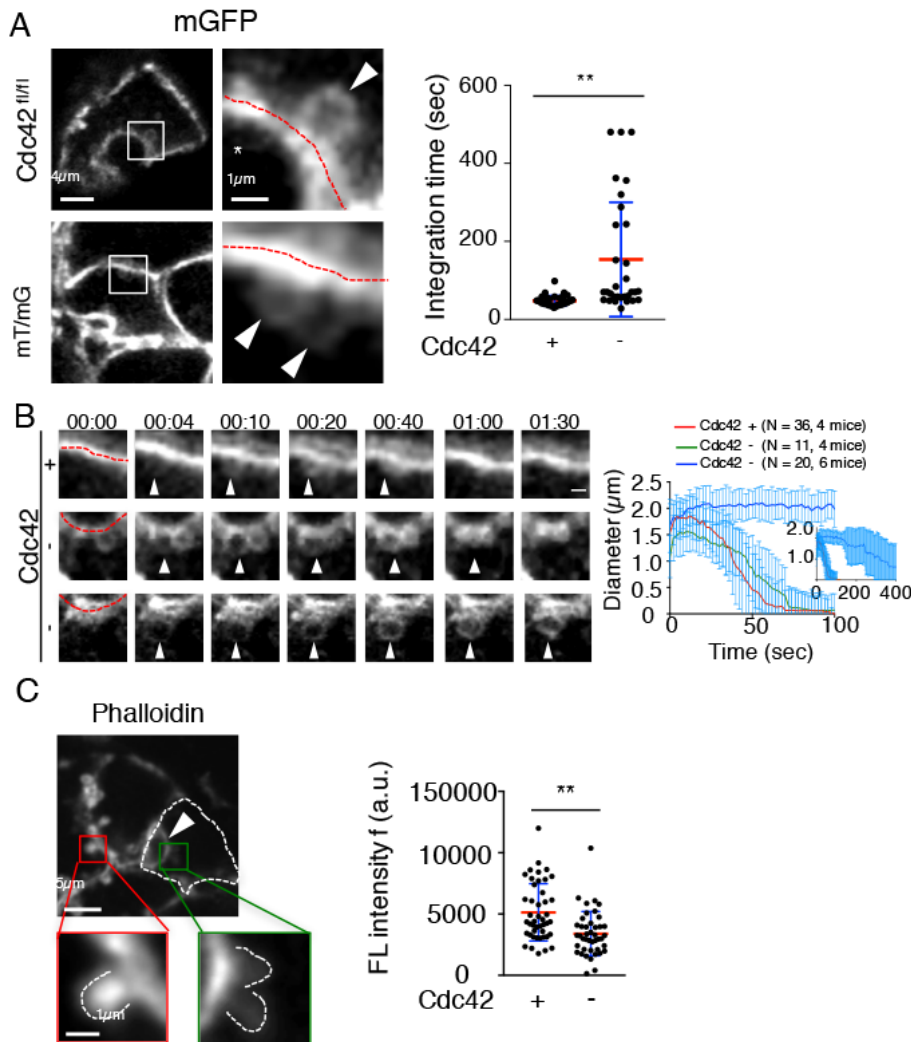 A
mGFP
Cdc42 fl/fl
4µm
*
1µm
mT/mG
Integration time (sec)
600
400
200
0
**
Cdc42 + -
B
00:00 00:04 00:10 00:20 00:40 01:00 01:30
Cdc42
+
-
-
Cdc42 + (N = 36, 4 mice)
Cdc42 - (N = 11, 4 mice)
Cdc42 - (N = 20, 6 mice)
Diameter (µm)
2.5
2.0
1.5
1.0
0.5
0
0 50 100
Time (sec)
2.0
1.0
0 200 400
C
Phalloidin
5µm
1µm
FL intensity f (a.u.)
150000
10000
5000
0
**
Cdc42 + -